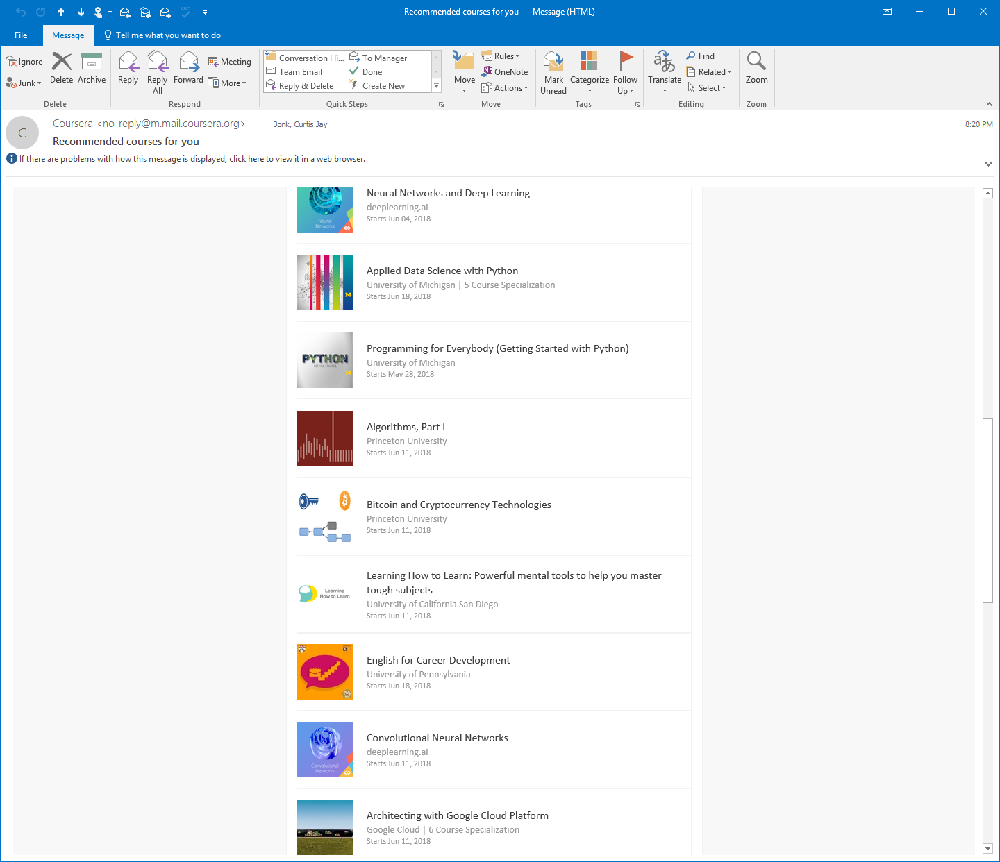 Recommended courses for you - Message (HTML)
File Message Tell me what you want to do
Ignore
Junk
Delete
Archive
Delete
Reply
Reply All
Forward
Meeting
More
Respond
Conversation Hi...
Team Email
Reply & Delete
To Manager
Done
Create New
Quick Steps
Move
Rules
OneNote
Actions
Move
Mark Unread
Categorize
Follow Up
Tags
Translate
Find
Related
Select
Editing
Zoom
Zoom
C
Coursera <no-reply@m.mail.coursera.org> Bonk, Curtis Jay 8:20 PM
Recommended courses for you
If there are problems with how this message is displayed, click here to view it in a web browser.
Neural Networks
Neural Networks and Deep Learning
deeplearning.ai
Starts Jun 04, 2018
M
Applied Data Science with Python
University of Michigan | 5 Course Specialization
Starts Jun 18, 2018
PYTHON
GETTING STARTED
M
Programming for Everybody (Getting Started with Python)
University of Michigan
Starts May 28, 2018
Algorithms, Part I
Princeton University
Starts Jun 11, 2018
Bitcoin and Cryptocurrency Technologies
Princeton University
Starts Jun 11, 2018
Learning
How to Learn
Learning How to Learn: Powerful mental tools to help you master
tough subjects
University of California San Diego
Starts Jun 11, 2018
English for Career Development
University of Pennsylvania
Starts Jun 18, 2018
Convolutional
Networks
Convolutional Neural Networks
deeplearning.ai
Starts Jun 11, 2018
Architecting with Google Cloud Platform
Google Cloud | 6 Course Specialization
Starts Jun 11, 2018